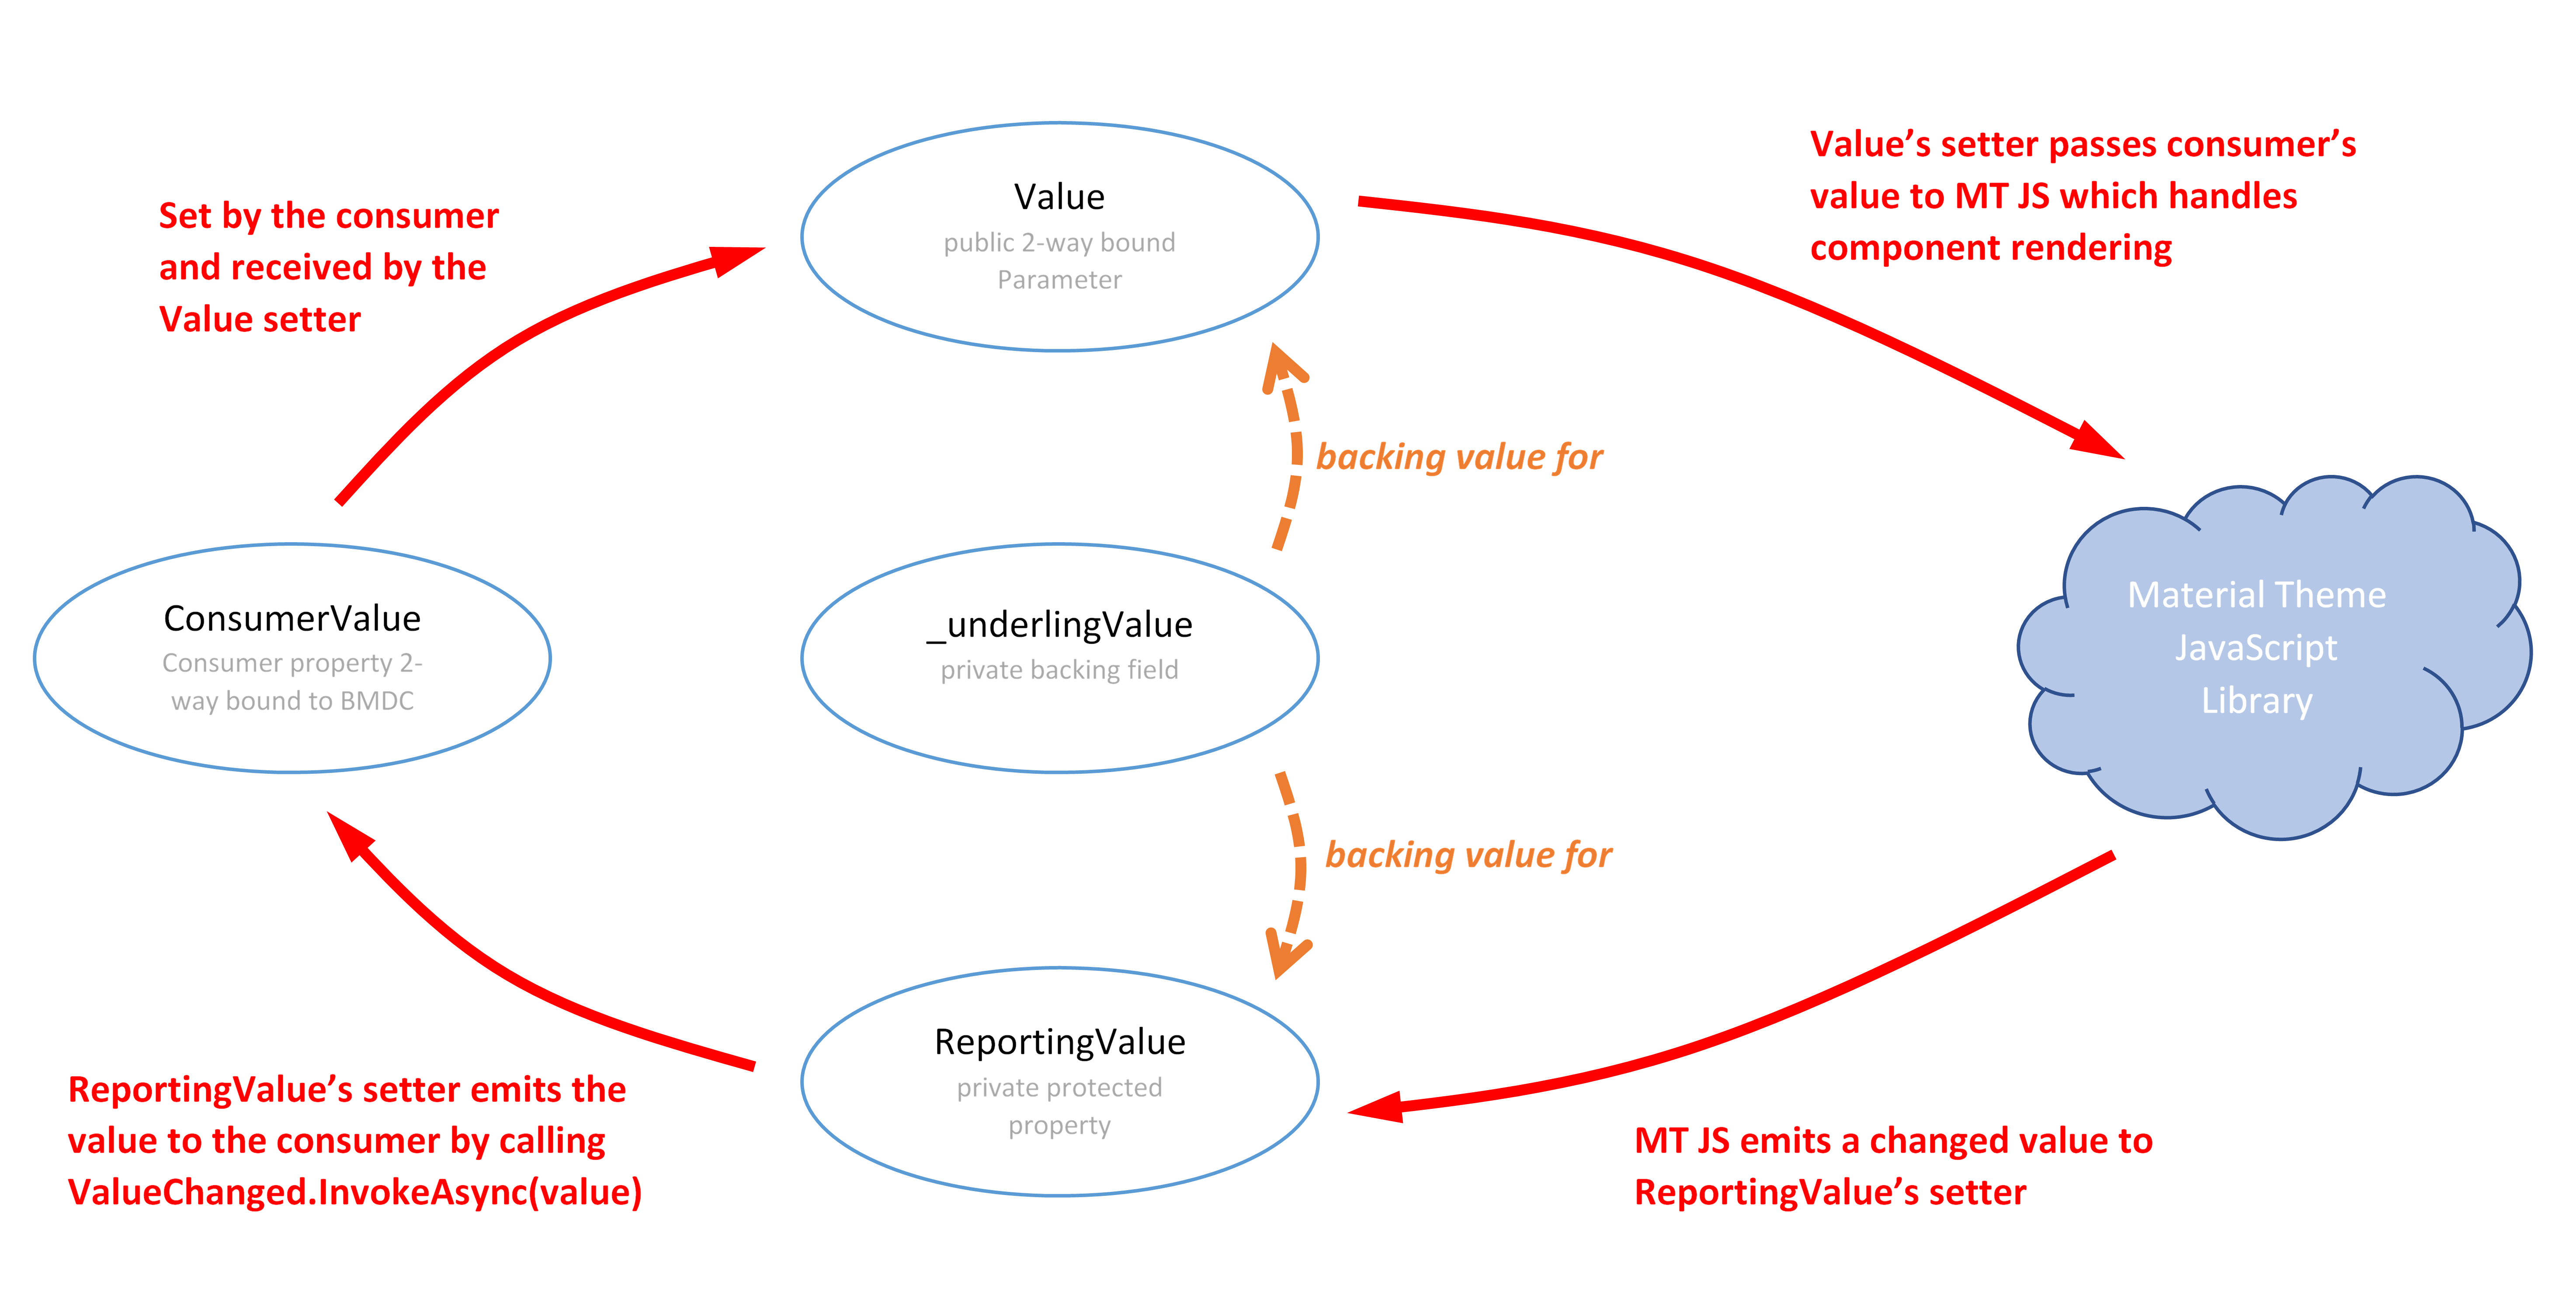 Value’s setter passes consumer’s
value to MT JS which handles
component rendering
Set by the consumer
and received by the
Value setter
Value
public 2-way bound
Parameter
backing value for
ConsumerValue
Consumer property 2-
way bound to BMDC
_underlingValue
private backing field
Material Theme
JavaScript
Library
backing value for
ReportingValue
private protected
property
ReportingValue’s setter emits the
value to the consumer by calling
ValueChanged.InvokeAsync(value)
MT JS emits a changed value to
ReportingValue’s setter